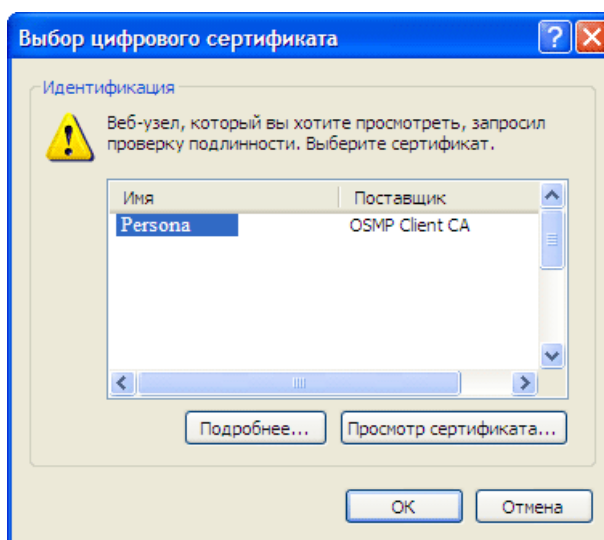 Выбор цифрового сертификата
Идентификация
Веб-узел, который вы хотите просмотреть, запросил
проверку подлинности. Выберите сертификат.
Имя Поставщик
Persona OSMP Client CA
Подробнее... Просмотр сертификата...
ОК Отмена